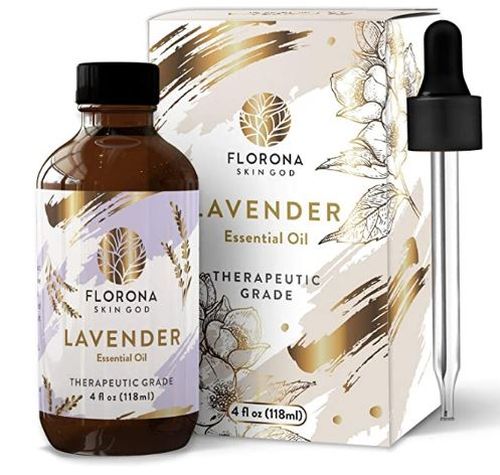 FLORONA
SKIN GOD
LAVENDER
Essential Oil
THERAPEUTIC GRADE
4 fl oz (118ml)
FLORONA
SKIN GOD
LAVENDER
Essential Oil
THERAPEUTIC
GRADE
4 fl oz (118ml)